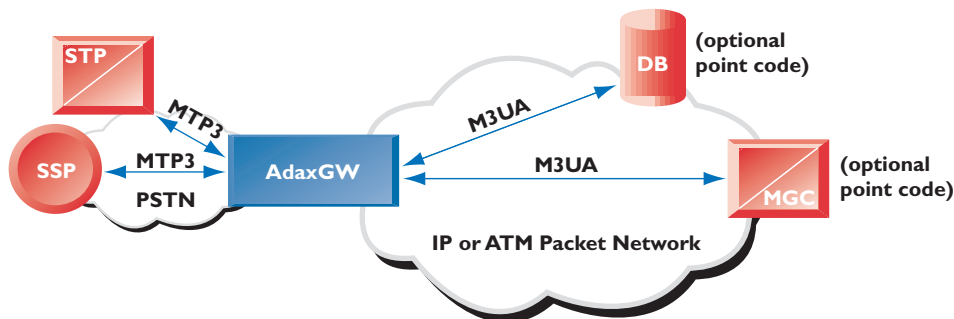 STP
MTP3
SSP
MTP3
PSTN
AdaxGW
M3UA
M3UA
DB
(optional
point code)
MGC
(optional
point code)
IP or ATM Packet Network